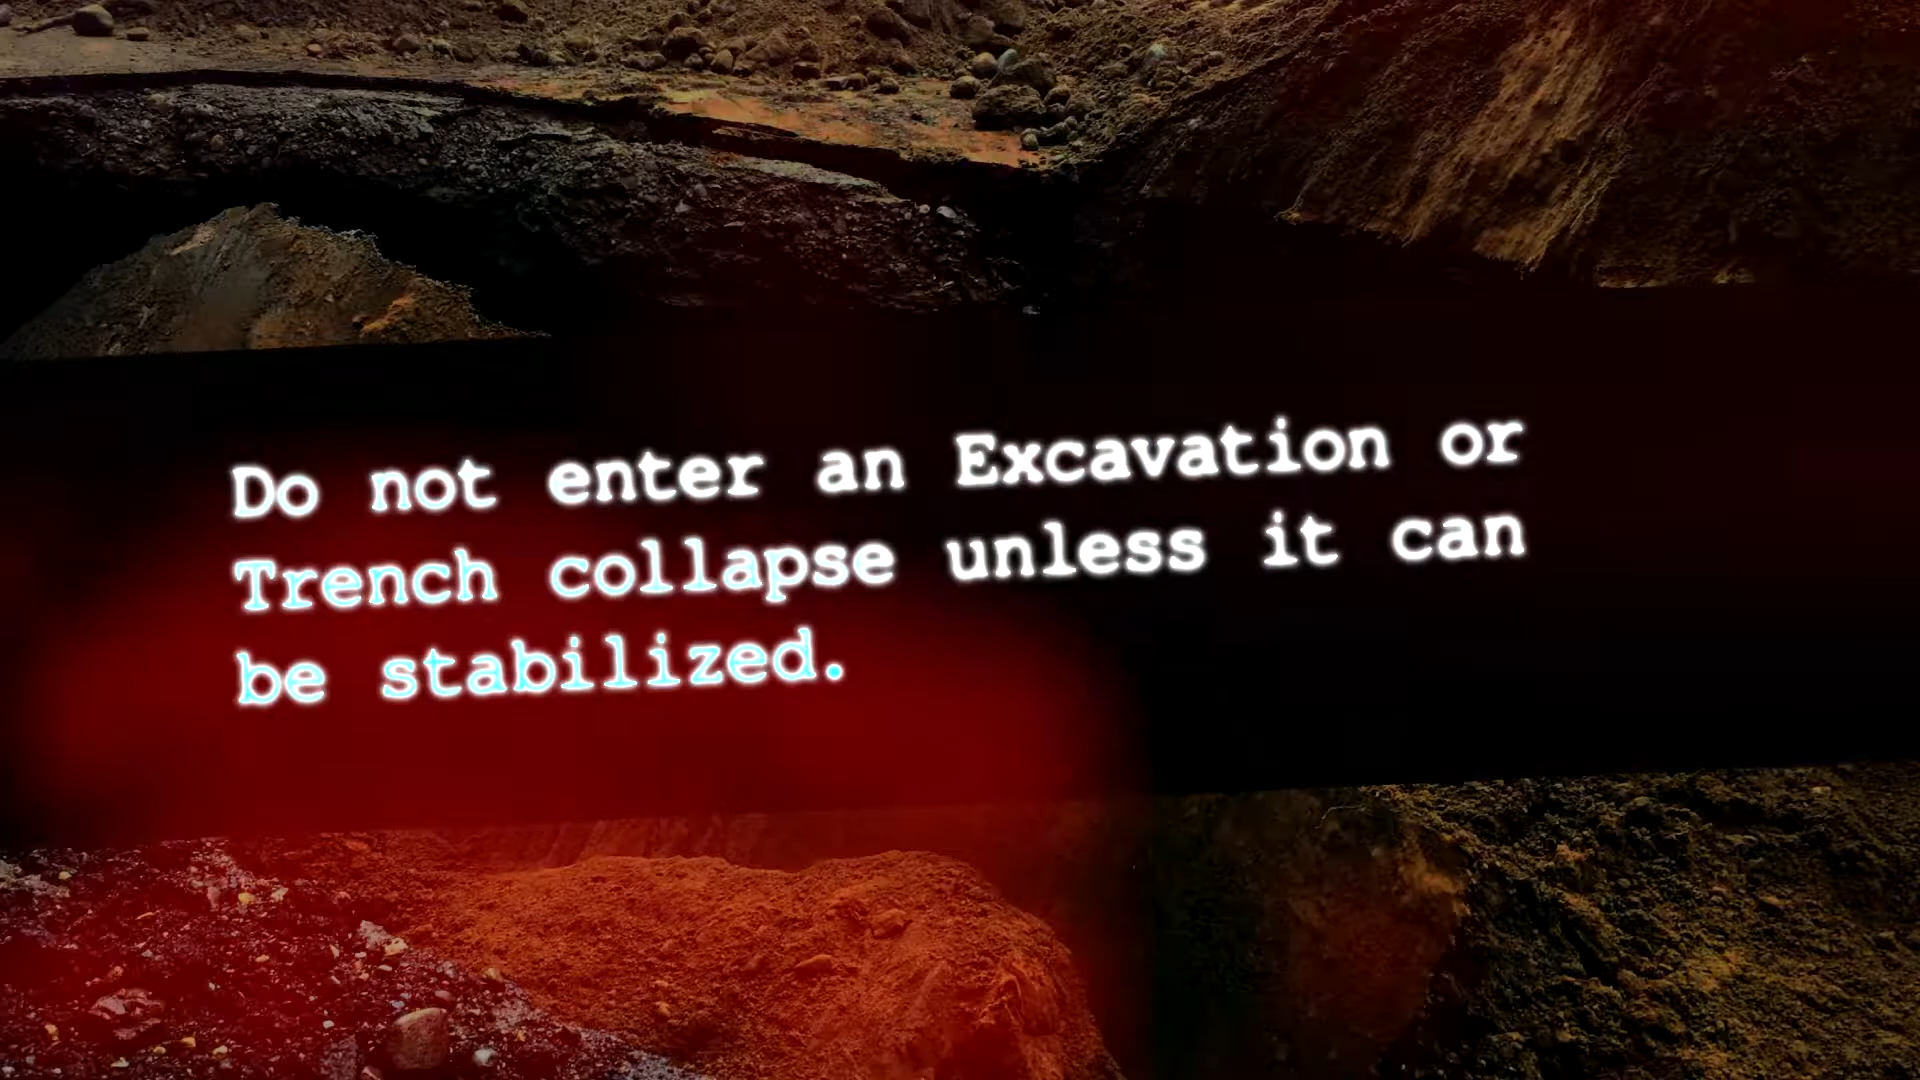 Do not enter an Excavation or
Trench collapse unless it can
be stabilized.